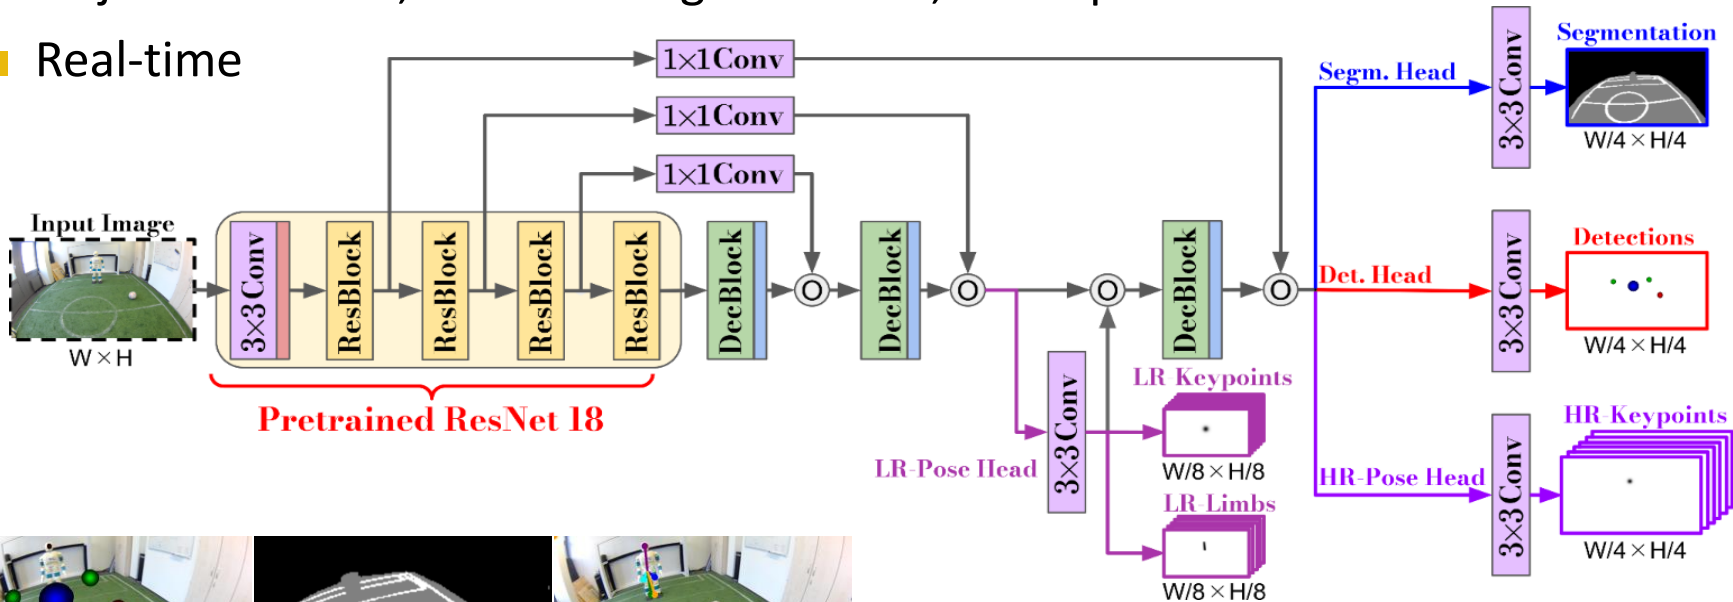 Real-time
1×1Conv
1×1Conv
1×1Conv
Input Image
W×H
3×3Conv
ResBlock
ResBlock
ResBlock
ResBlock
Pretrained ResNet 18
DecBlock
O
DecBlock
O
O
DecBlock
O
LR-Pose Head
3×3Conv
LR-Keypoints
W/8×H/8
LR-Limbs
W/8×H/8
Segm. Head
3×3Conv
Segmentation
W/4×H/4
Det. Head
3×3Conv
Detections
W/4×H/4
HR-Pose Head
3×3Conv
HR-Keypoints
W/4×H/4